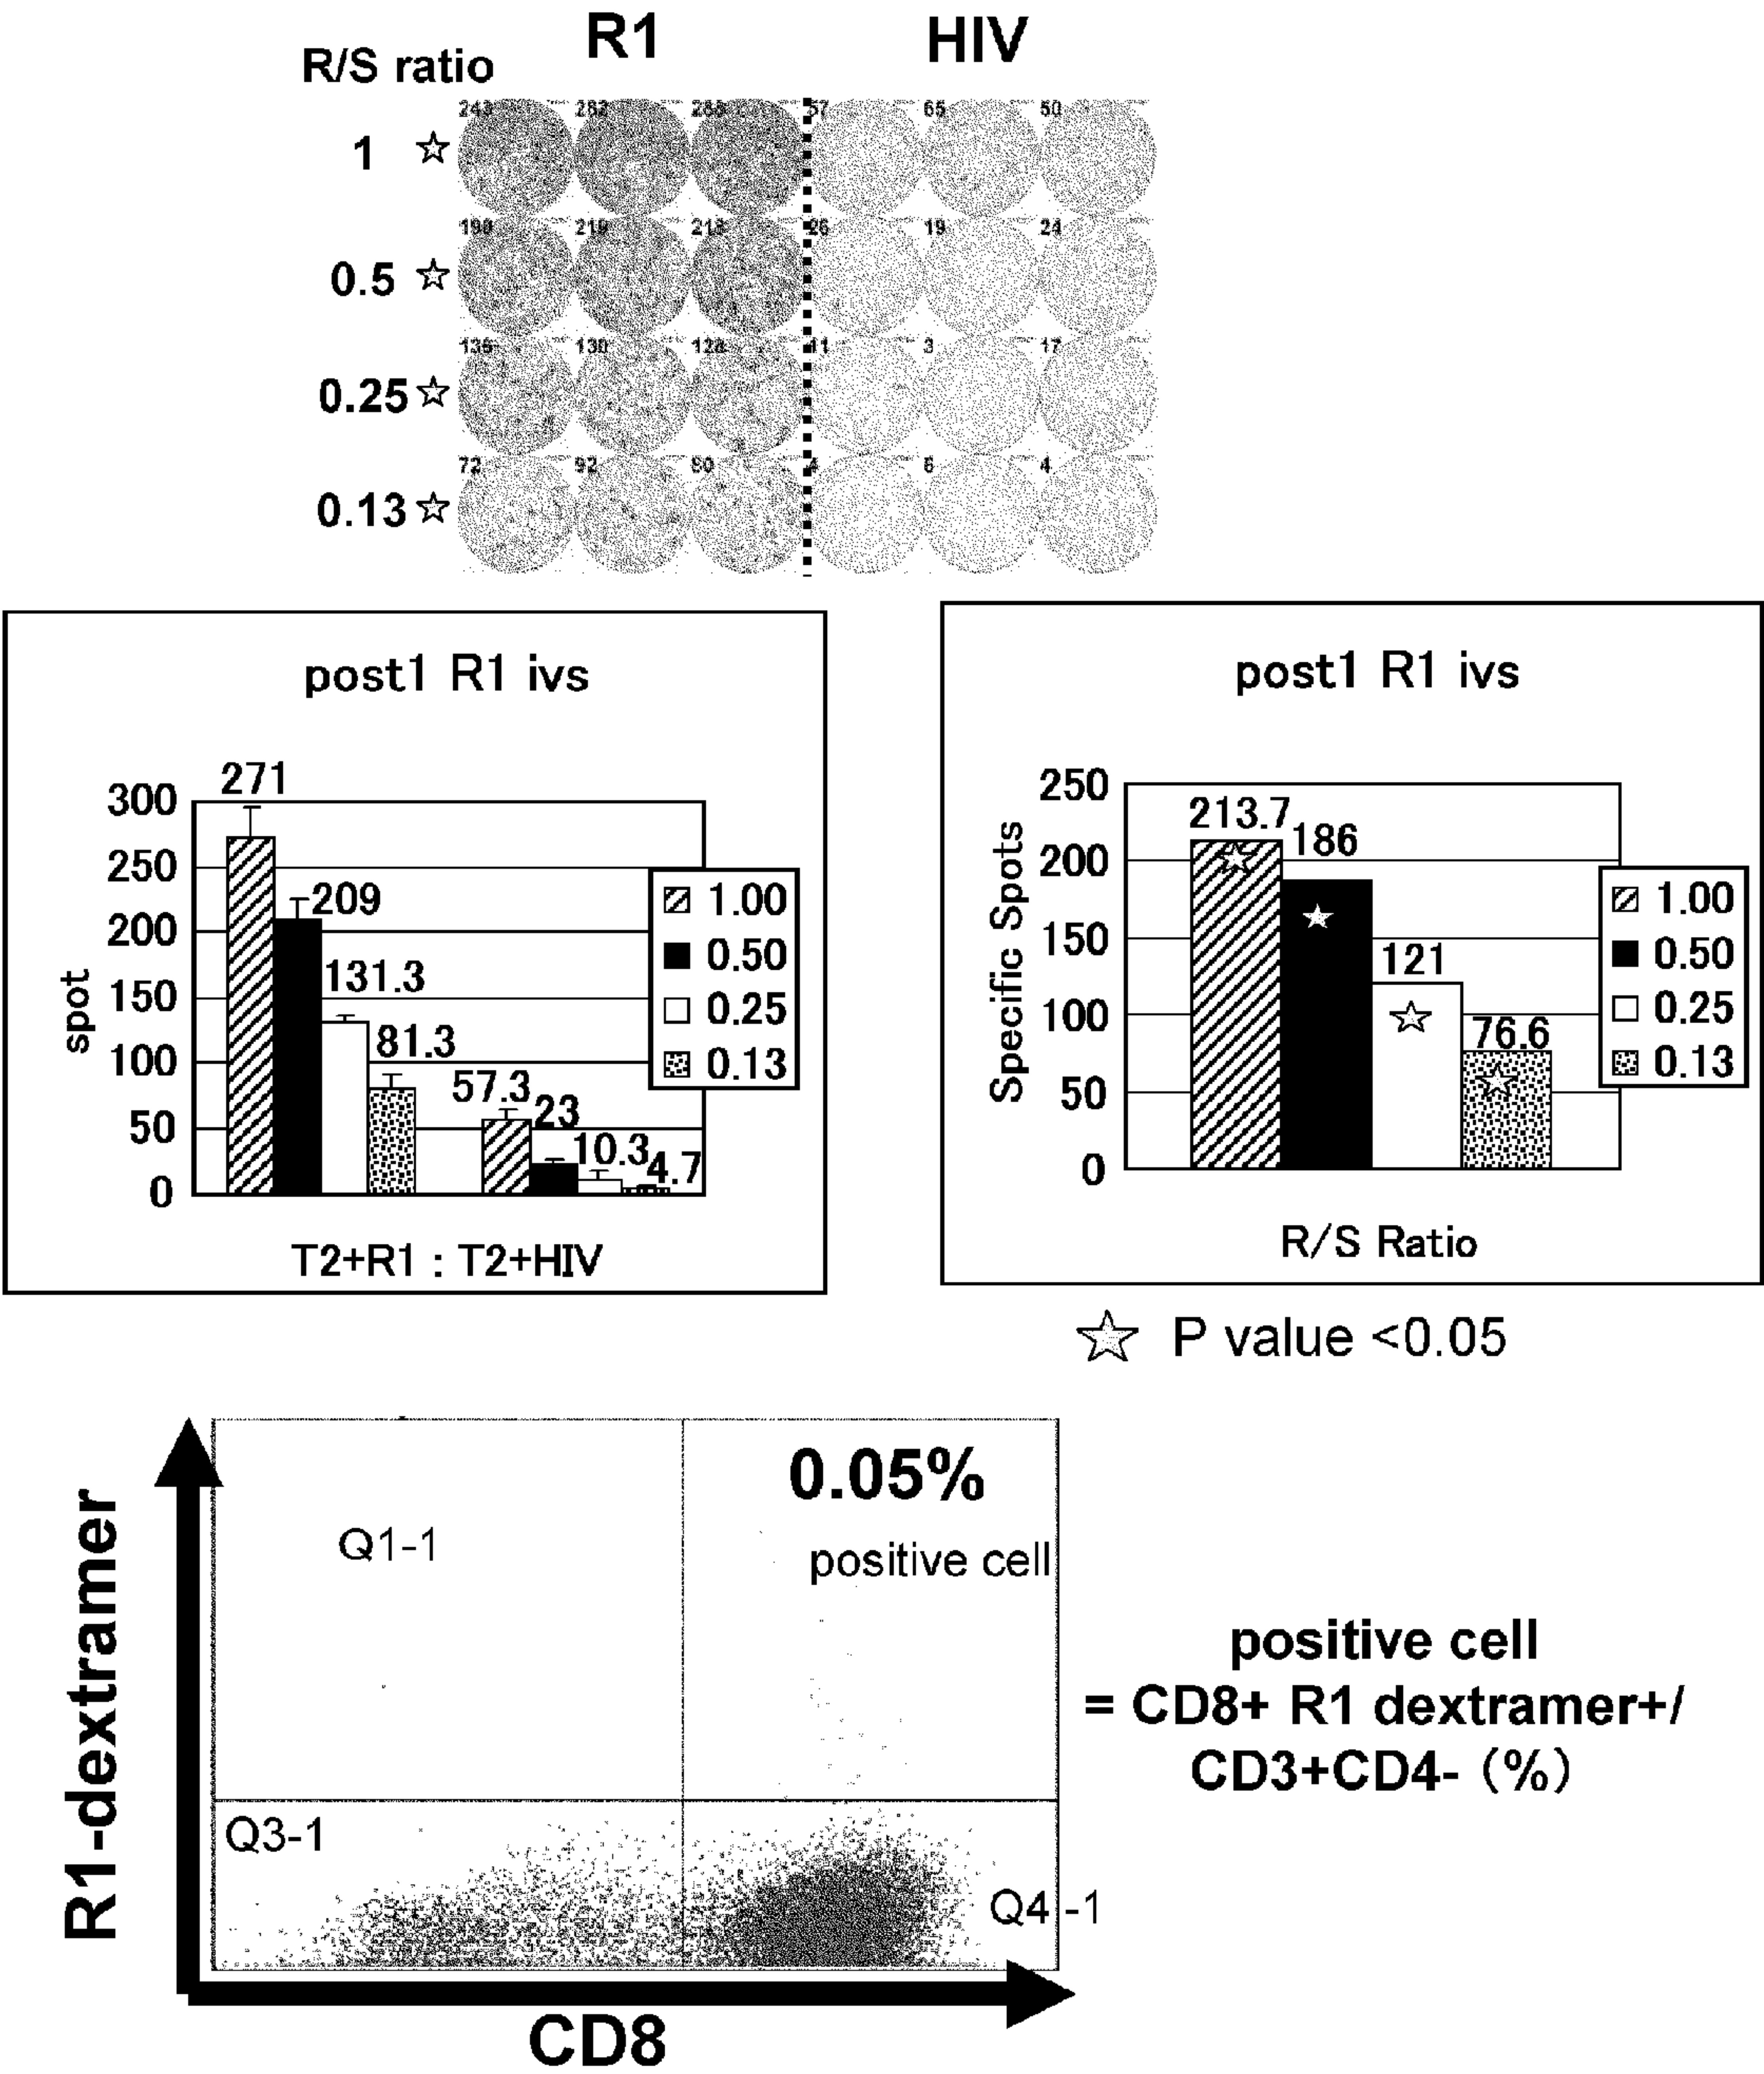 R1 HIV
R/S ratio
1
57 65 50
0.5
190 219 26 19 24
0.25
130 11 3 17
0.13
72 92 6 4
post1 R1 ivs
spot
300
250
200
150
100
50
0
271
209
131.3
81.3
57.3
23
10.3
4.7
1.00
0.50
0.25
0.13
T2+R1 : T2+HIV
post1 R1 ivs
Specific Spots
250
200
150
100
50
0
213.7
186
121
76.6
1.00
0.50
0.25
0.13
R/S Ratio
P value <0.05
R1-dextramer
0.05%
Q1-1
positive cell
Q3-1
Q4-1
CD8
positive cell
= CD8+ R1 dextramer+/
CD3+CD4- (%)